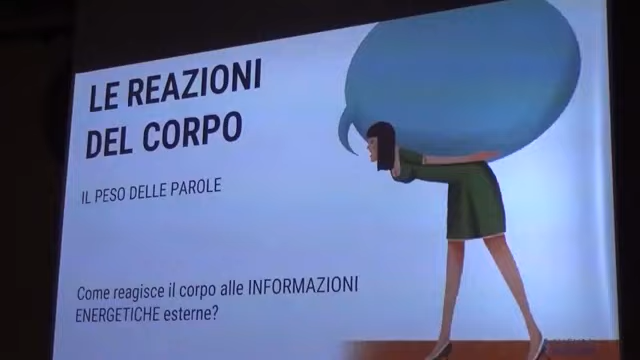 LE REAZIONI
DEL CORPO
IL PESO DELLE PAROLE
Come reagisce il corpo alle INFORMAZIONI
ENERGETICHE esterne?